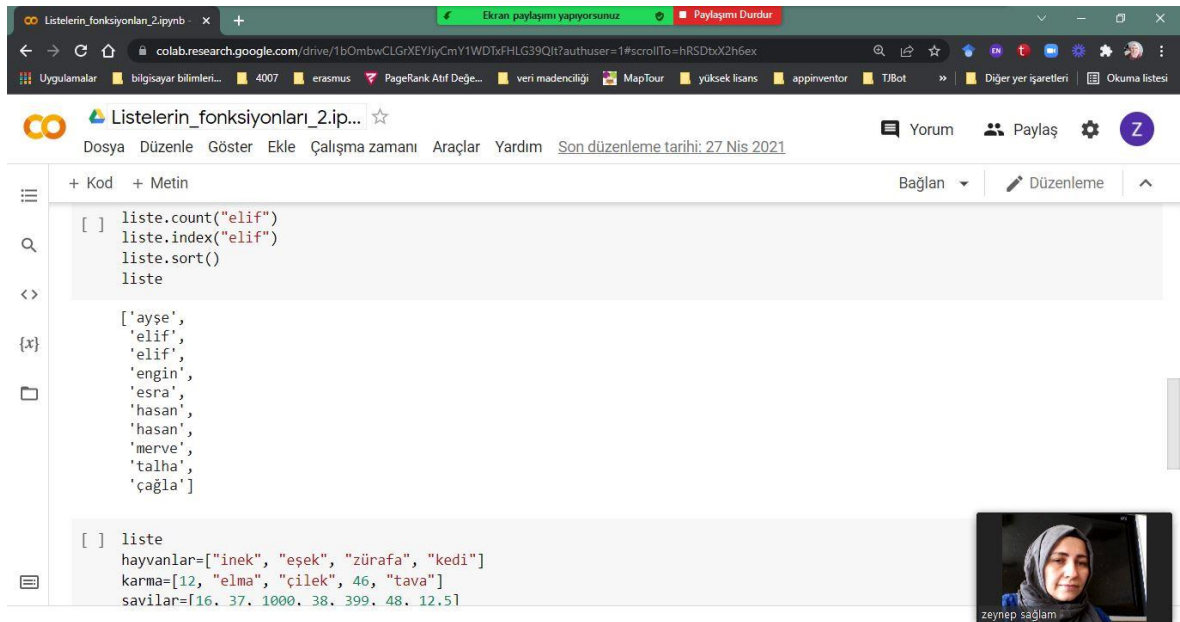 Listelerin_fonksiyonları_2.ipynb -
Ekran paylaşımı yapıyorsunuz
Paylaşımı Durdur
colab.research.google.com/drive/1bOmbwCLGrXEYJiyCmY1WDTxFHLG39QIt?authuser=1#scrollTo=hRSDtxX2h6ex
EN
Uygulamalar bilgisayar bilimleri... 4007 erasmus PageRank Atıf Değe... veri madenciliği MapTour yüksek lisans appinventor TJBot » Diğer yer işaretleri Okuma listesi
Listelerin_fonksiyonları_2.ip...
Yorum Paylaş Z
Dosya Düzenle Göster Ekle Çalışma zamanı Araçlar Yardım Son düzenleme tarihi: 27 Nis 2021
+ Kod + Metin Bağlan Düzenleme
[ ] liste.count("elif")
liste.index("elif")
liste.sort()
liste
['ayşe',
'elif',
'elif',
'engin',
'esra',
'hasan',
'hasan',
'merve',
'talha',
'çağla']
[ ] liste
hayvanlar=["inek", "eşek", "zürafa", "kedi"]
karma=[12, "elma", "çilek", 46, "tava"]
sayilar=[16, 37, 1000, 38, 399, 48, 12.5]
zeynep sağlam